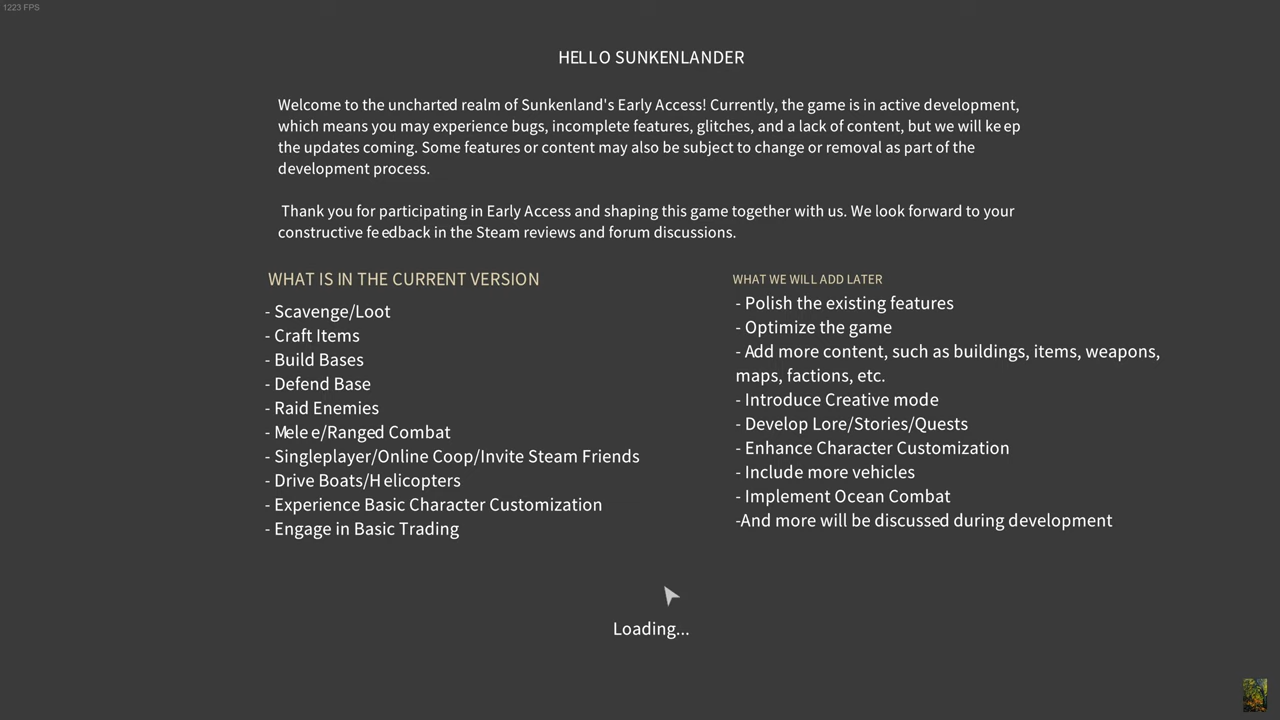 1223 FPS
HELLO SUNKENLANDER
Welcome to the uncharted realm of Sunkenland's Early Access! Currently, the game is in active development,
which means you may experience bugs, incomplete features, glitches, and a lack of content, but we will keep
the updates coming. Some features or content may also be subject to change or removal as part of the
development process.
Thank you for participating in Early Access and shaping this game together with us. We look forward to your
constructive feedback in the Steam reviews and forum discussions.
WHAT IS IN THE CURRENT VERSION
- Scavenge/Loot
- Craft Items
- Build Bases
- Defend Base
- Raid Enemies
- Melee/Ranged Combat
- Singleplayer/Online Coop/Invite Steam Friends
- Drive Boats/Helicopters
- Experience Basic Character Customization
- Engage in Basic Trading
WHAT WE WILL ADD LATER
- Polish the existing features
- Optimize the game
- Add more content, such as buildings, items, weapons,
maps, factions, etc.
- Introduce Creative mode
- Develop Lore/Stories/Quests
- Enhance Character Customization
- Include more vehicles
- Implement Ocean Combat
-And more will be discussed during development
Loading...